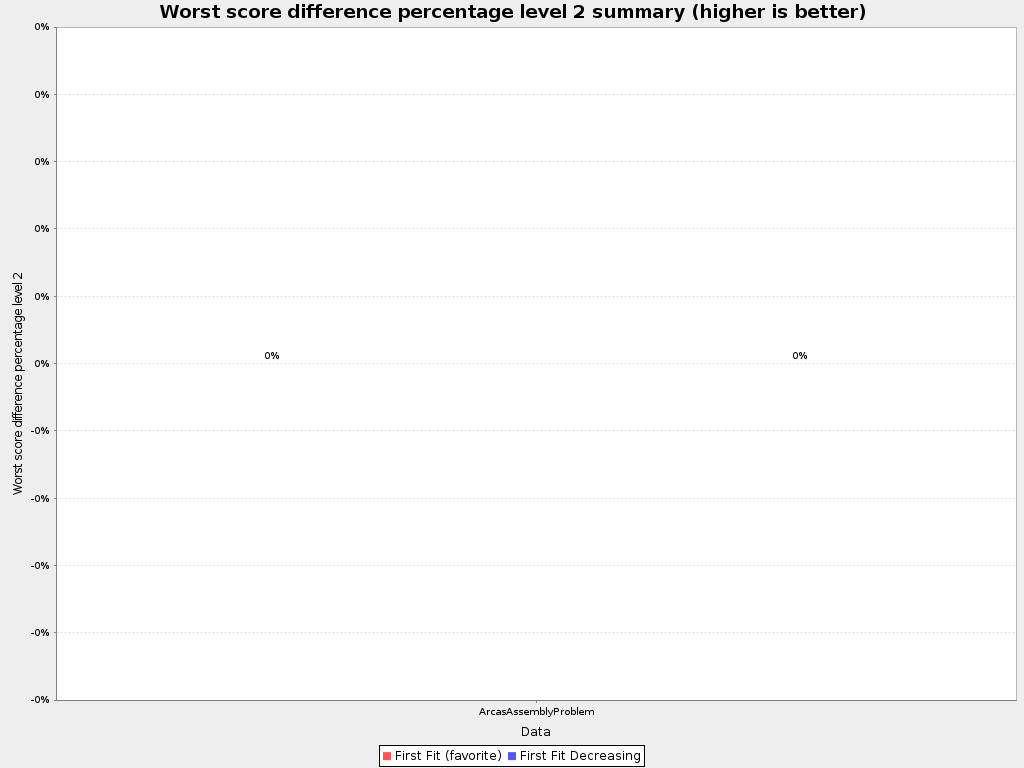 Worst score difference percentage level 2 summary (higher is better)
0%
0%
0%
0%
0%
0%
-0%
-0%
-0%
-0%
-0%
Worst score difference percentage level 2
0%
0%
ArcasAssemblyProblem
Data
First Fit (favorite)
First Fit Decreasing